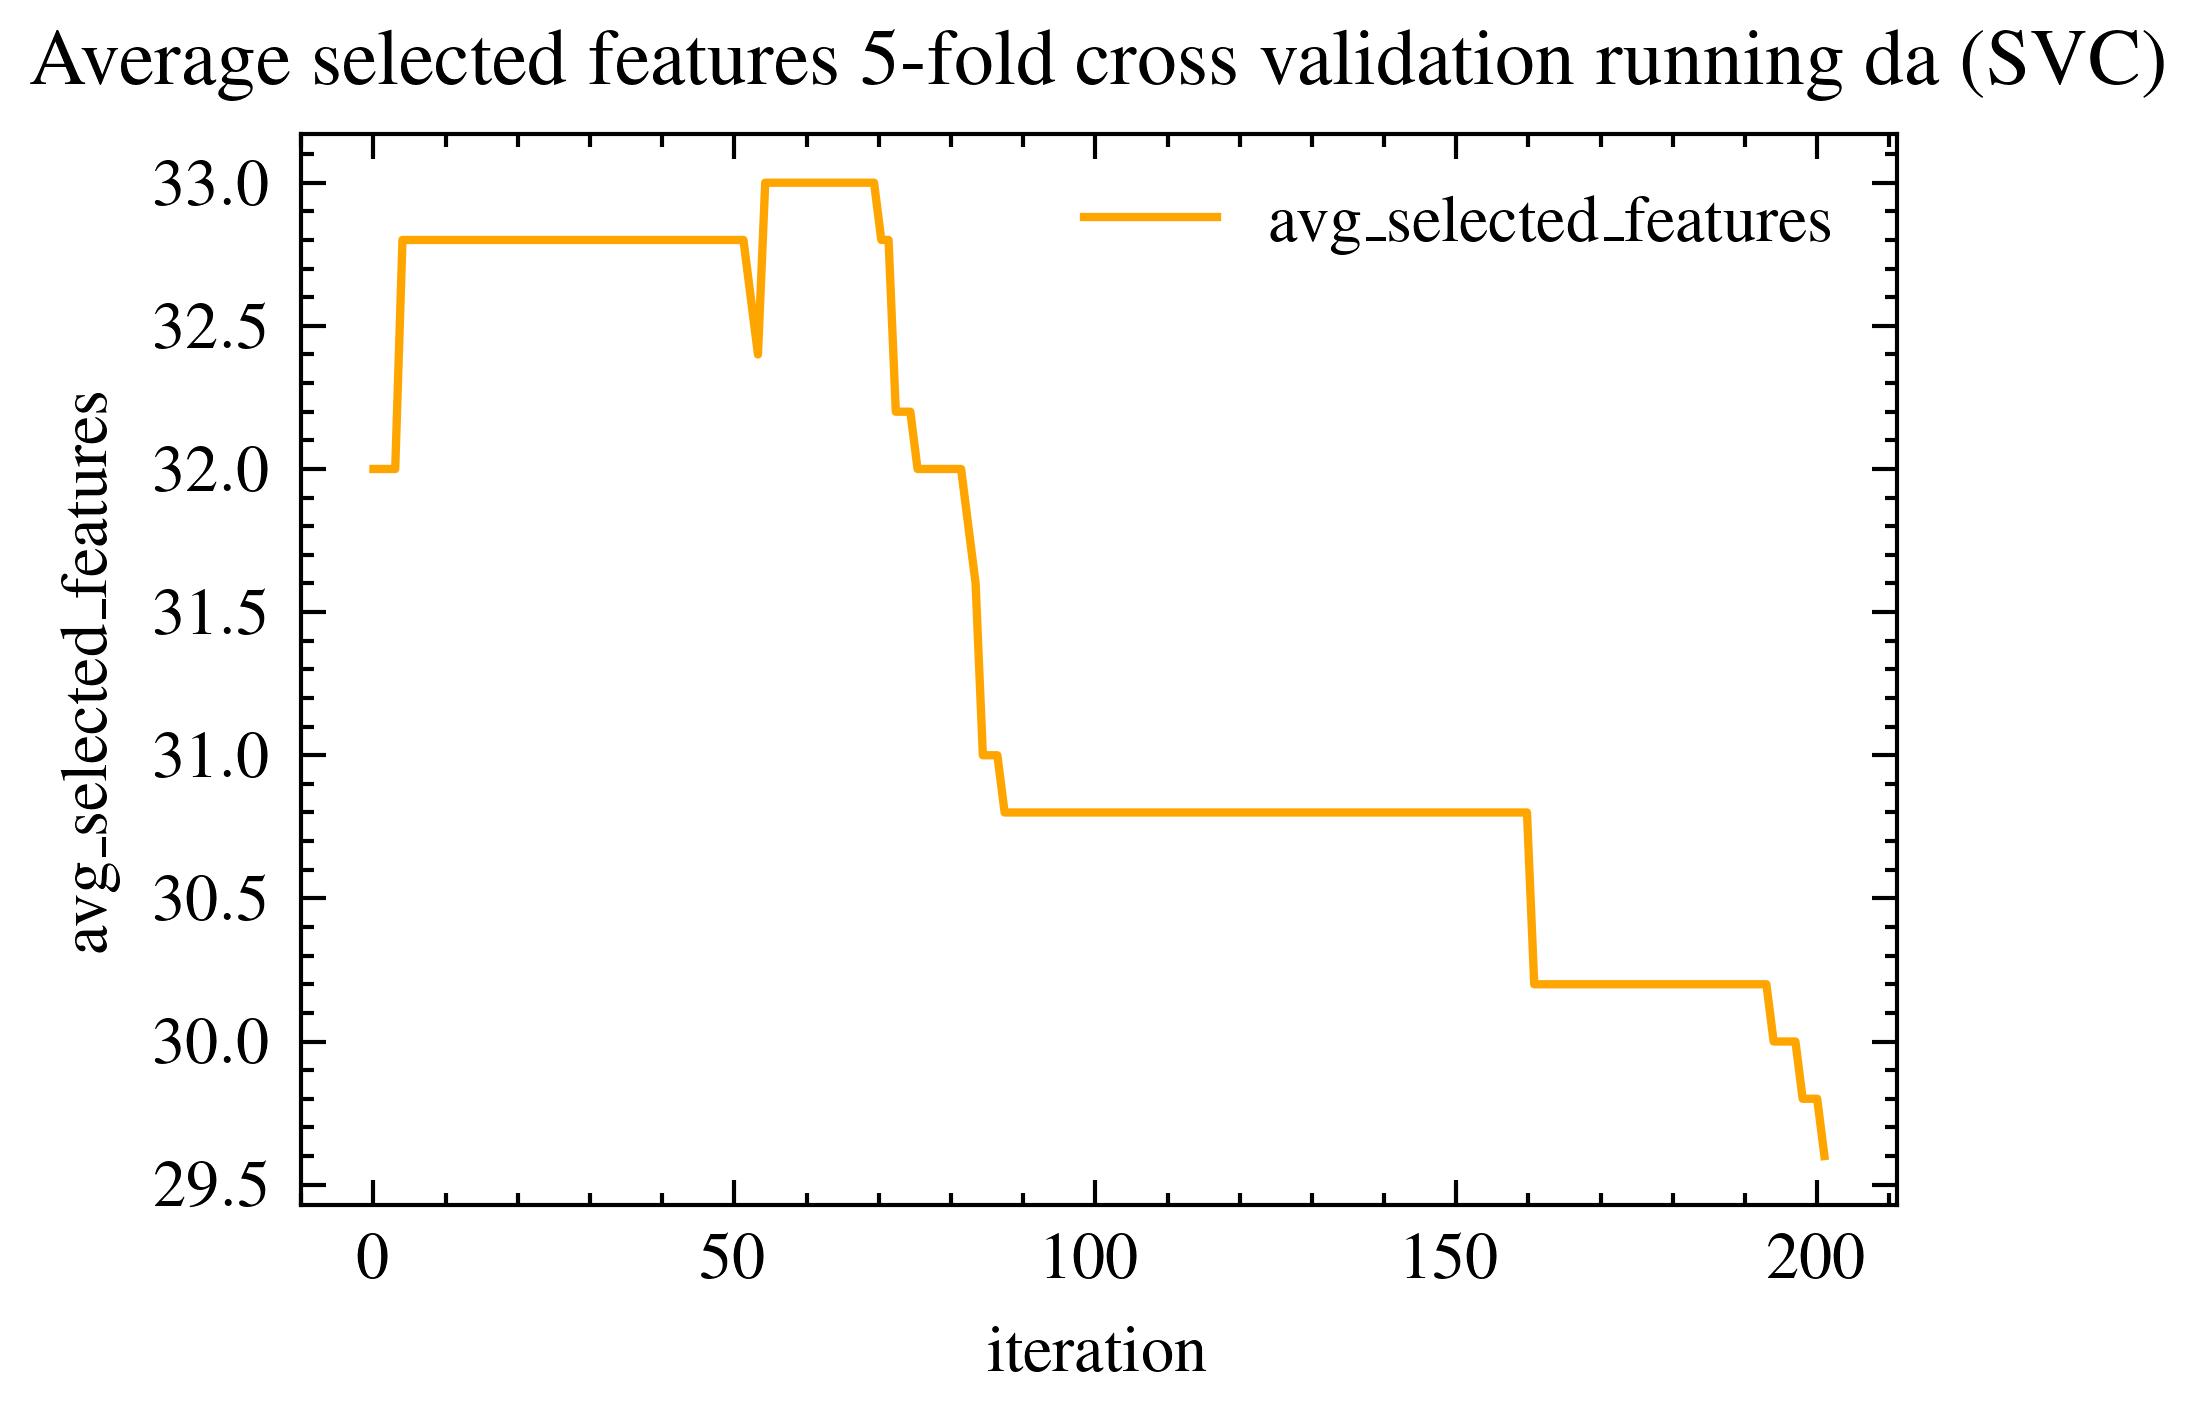 Average selected features 5-fold cross validation running da (SVC)
avg_selected_features
33.0
32.5
32.0
31.5
31.0
30.5
30.0
29.5
avg_selected_features
0 50 100 150 200
iteration